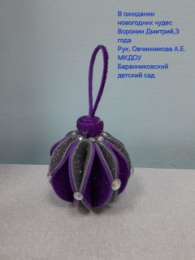 В ожидании
новогодних чудес
Воронин Дмитрий,3
года
Рук. Овчинникова А.Е.
МКДОУ
Баранниковский
детский сад